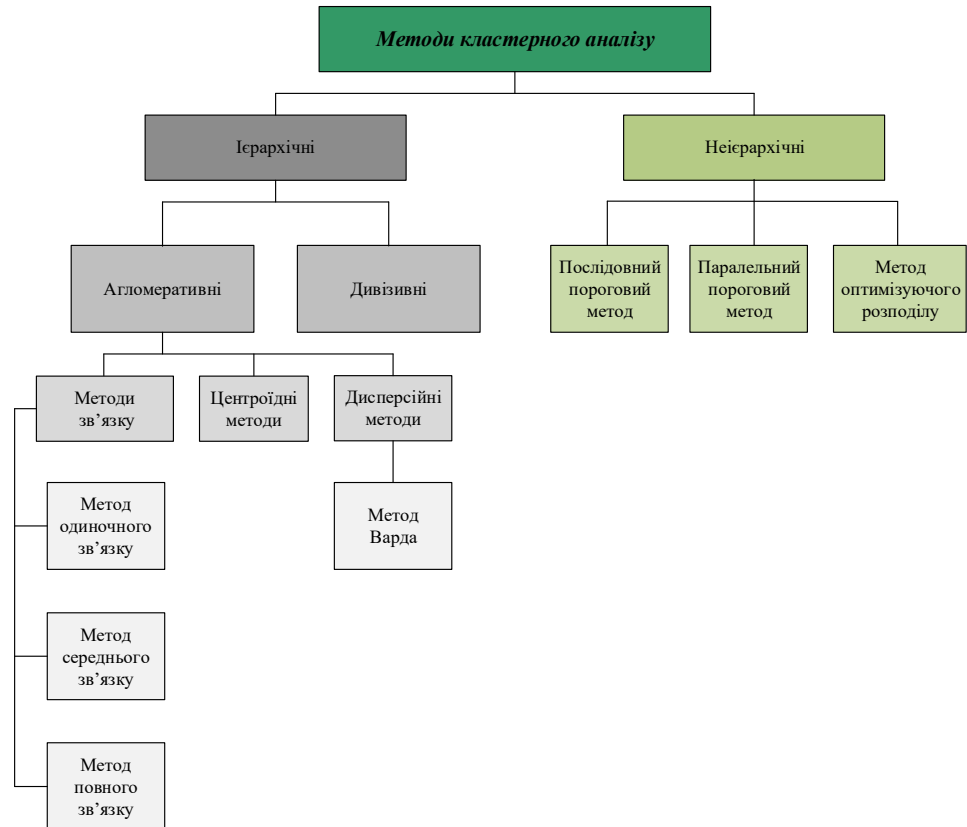 Методи кластерного аналізу
Ієрархічні
Неієрархічні
Агломеративні
Дивізивні
Послідовний
пороговий
метод
Паралельний
пороговий
метод
Метод
оптимізуючого
розподілу
Методи
зв’язку
Центроїдні
методи
Дисперсійні
методи
Метод
одиночного
зв’язку
Метод
Варда
Метод
середнього
зв’язку
Метод
повного
зв’язку